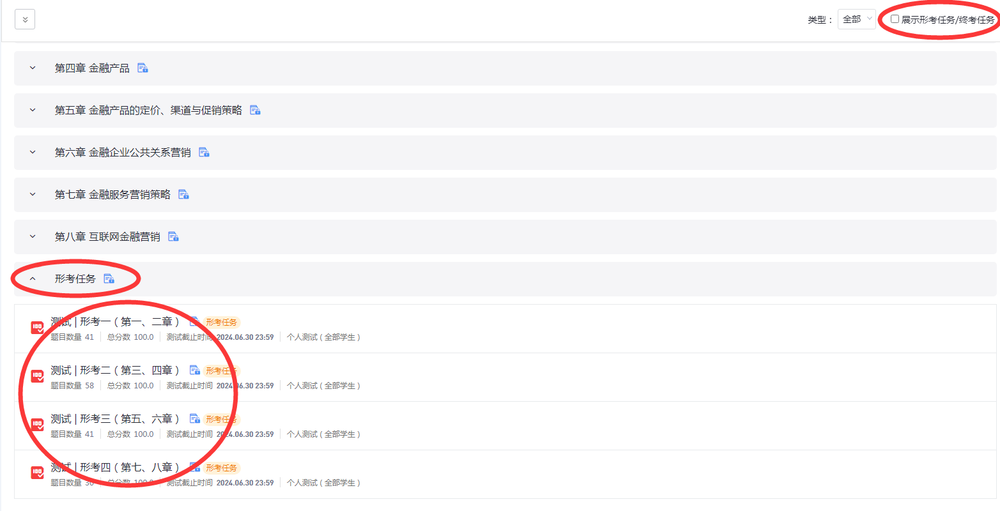 类型： 全部 展示形考任务/终考任务
第四章 金融产品
第五章 金融产品的定价、渠道与促销策略
第六章 金融企业公共关系营销
第七章 金融服务营销策略
第八章 互联网金融营销
形考任务
测试 | 形考一（第一、二章） 形考任务
题目数量 41 总分数 100.0 测试截止时间 2024.06.30 23:59 个人测试（全部学生）
测试 | 形考二（第三、四章） 形考任务
题目数量 58 总分数 100.0 测试截止时间 2024.06.30 23:59 个人测试（全部学生）
测试 | 形考三（第五、六章） 形考任务
题目数量 41 总分数 100.0 测试截止时间 2024.06.30 23:59 个人测试（全部学生）
测试 | 形考四（第七、八章） 形考任务
题目数量 总分数 100.0 测试截止时间 2024.06.30 23:59 个人测试（全部学生）